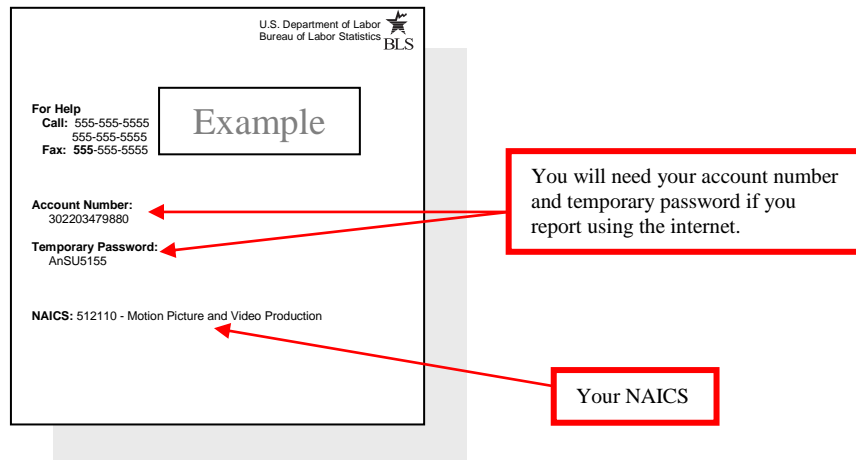 U.S. Department of Labor
Bureau of Labor Statistics
BLS
For Help
Call: 555-555-5555
555-555-5555
Fax: 555-555-5555
Example
You will need your account number
and temporary password if you
report using the internet.
Account Number:
302203479880
Temporary Password:
AnSU5155
NAICS: 512110 - Motion Picture and Video Production
Your NAICS